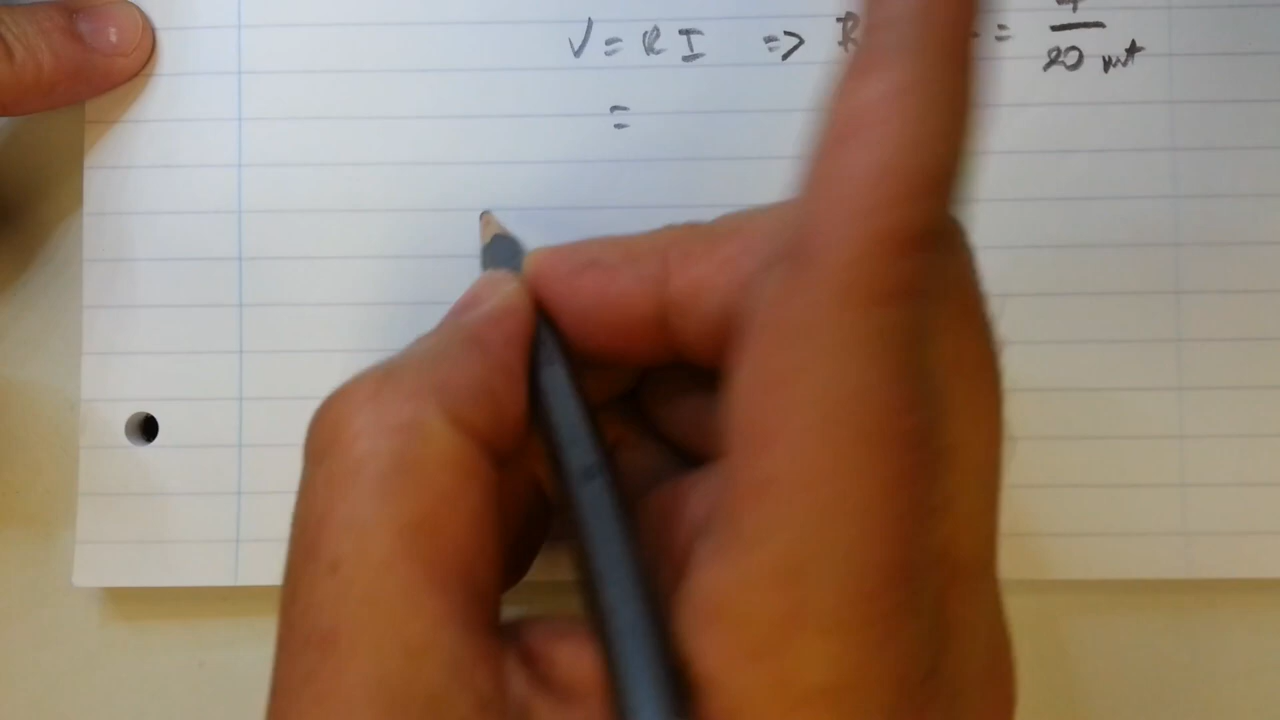 V = R I => R = 20 mA
=